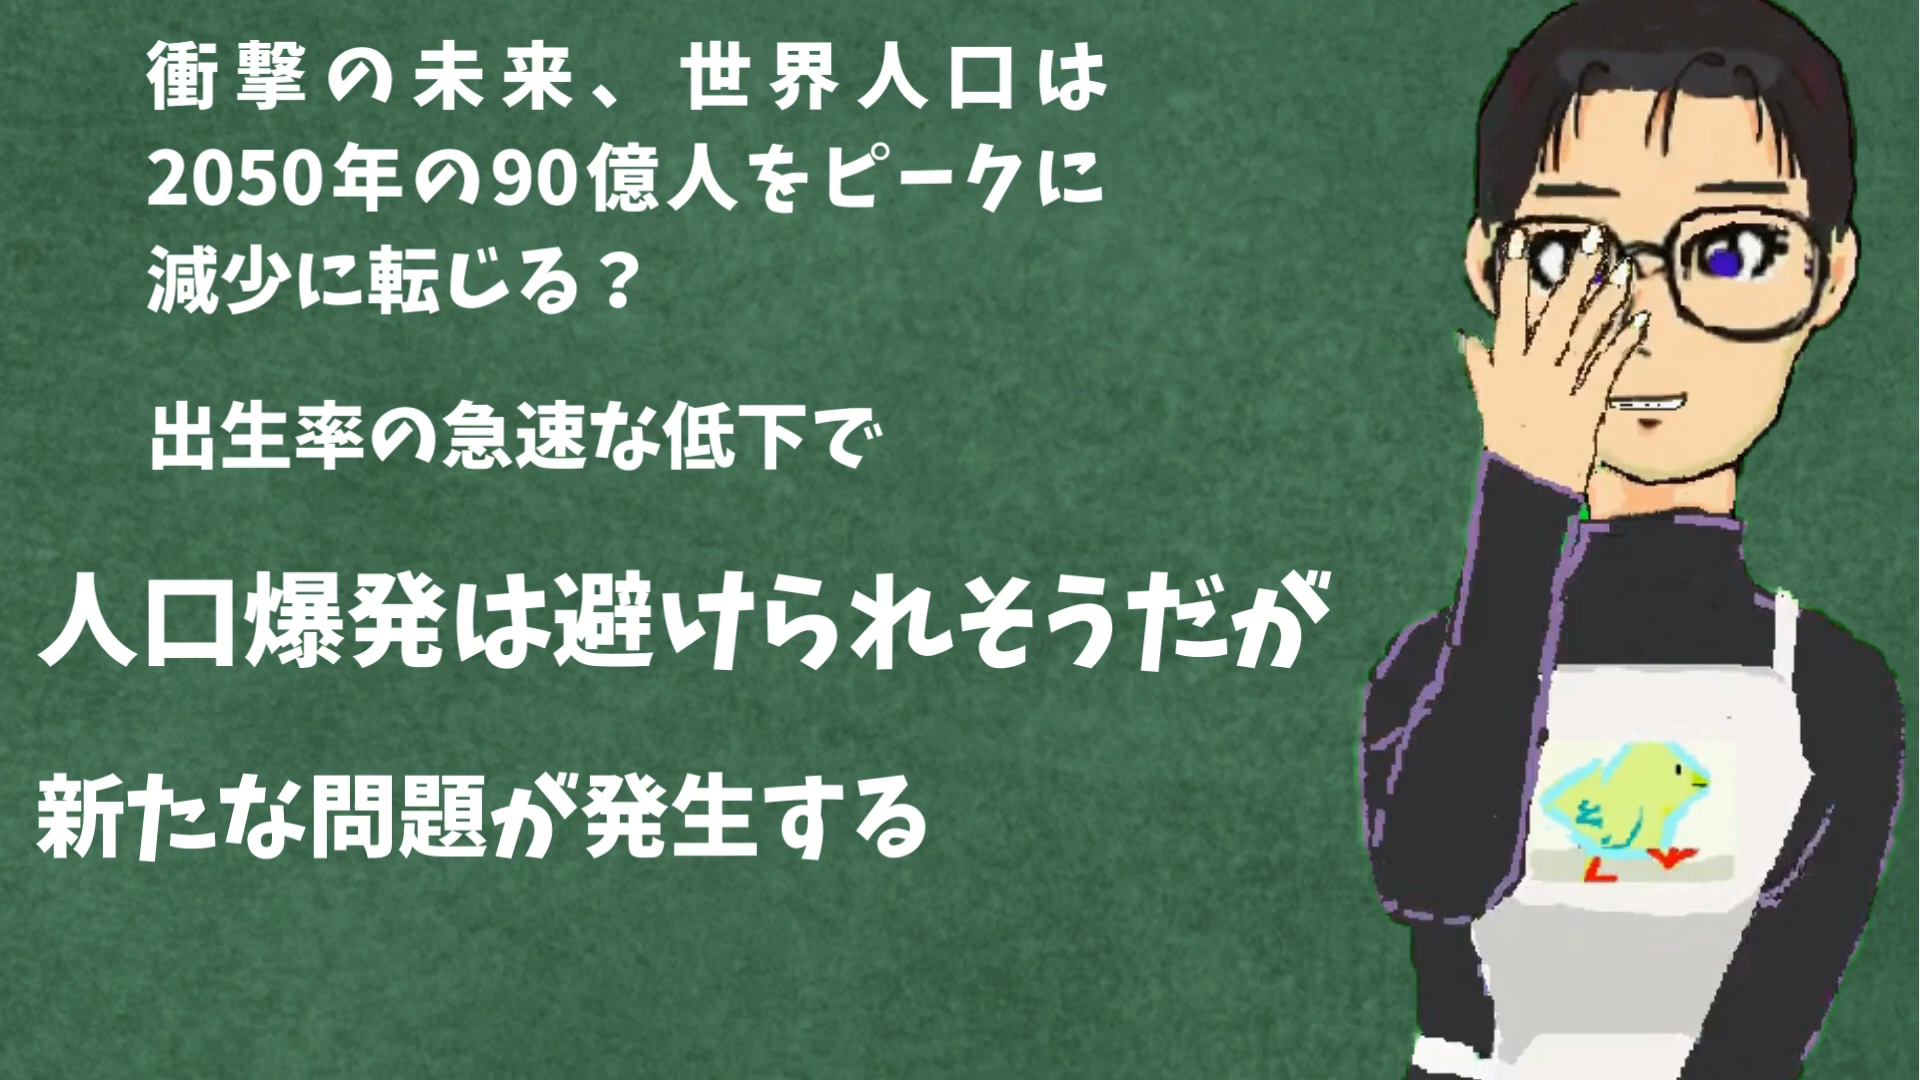 衝撃の未来、世界人口は
2050年の90億人をピークに
減少に転じる？
出生率の急速な低下で
人口爆発は避けられそうだが
新たな問題が発生する